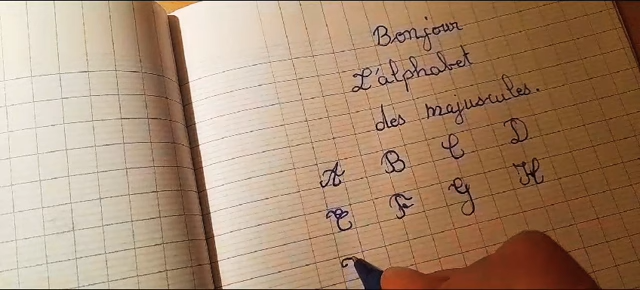 Bonjour
L'alphabet
des majuscules.
A B C D
E F G H